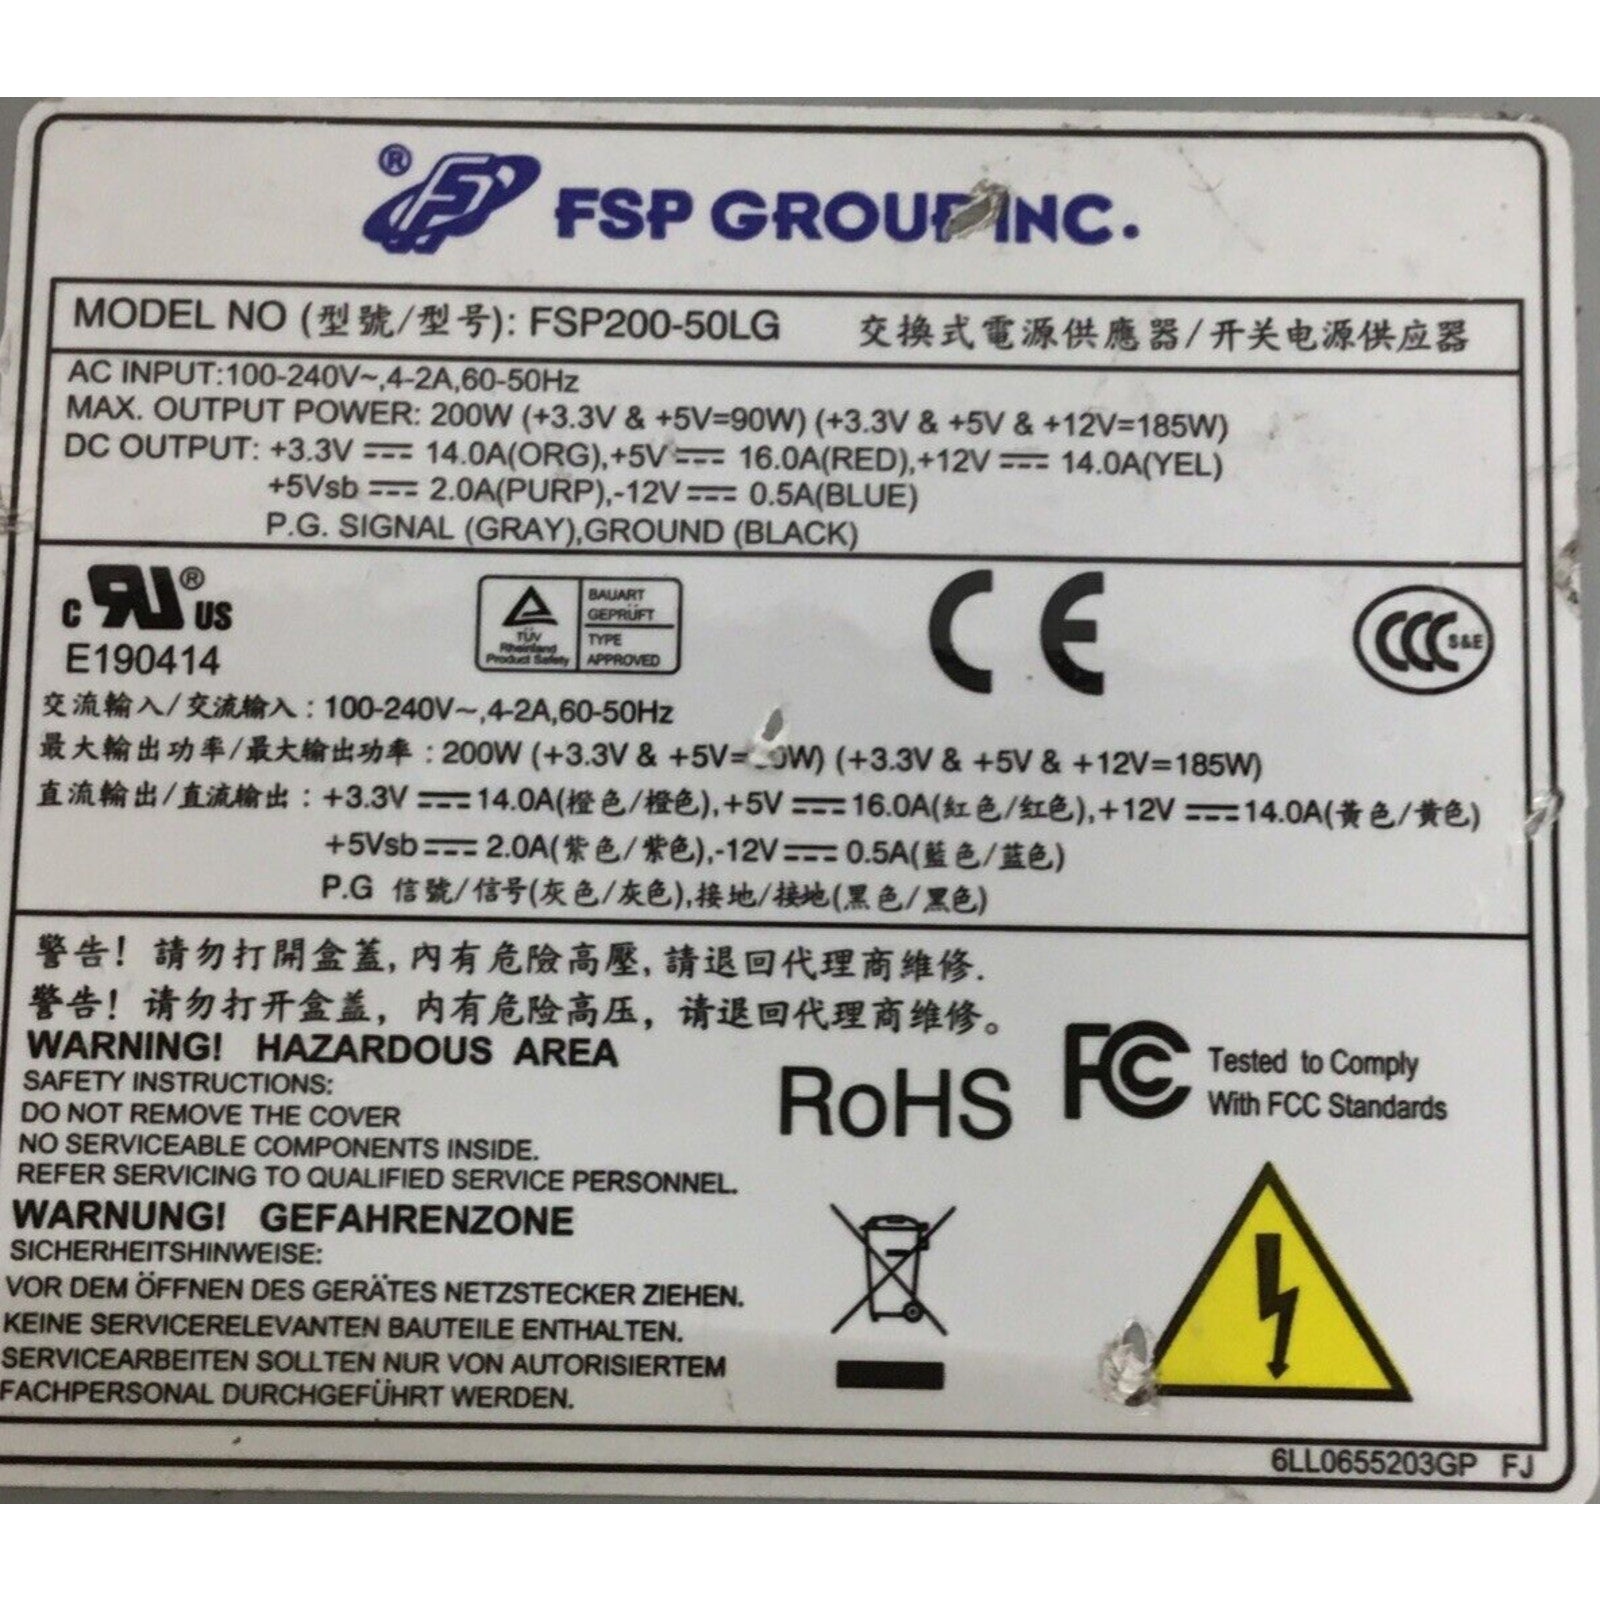 ® FSP GROUP INC.
MODEL NO (型號/型号): FSP200-50LG 交換式電源供應器/开关电源供应器
AC INPUT:100-240V~,4-2A,60-50Hz
MAX. OUTPUT POWER: 200W (+3.3V & +5V=90W) (+3.3V & +5V & +12V=185W)
DC OUTPUT: +3.3V ⎓ 14.0A(ORG),+5V ⎓ 16.0A(RED),+12V ⎓ 14.0A(YEL)
+5Vsb ⎓ 2.0A(PURP),-12V ⎓ 0.5A(BLUE)
P.G. SIGNAL (GRAY),GROUND (BLACK)
c RU ® US
E190414
TÜV
Rheinland
Product Safety
BAUART
GEPRÜFT
TYPE
APPROVED
CE
CCC S&E
交流輸入/交流输入 : 100-240V~,4-2A,60-50Hz
最大輸出功率/最大输出功率 : 200W (+3.3V & +5V= 0W) (+3.3V & +5V & +12V=185W)
直流輸出/直流输出 : +3.3V ⎓ 14.0A(橙色/橙色),+5V ⎓ 16.0A(紅色/红色),+12V ⎓ 14.0A(黃色/黄色)
+5Vsb ⎓ 2.0A(紫色/紫色),-12V ⎓ 0.5A(藍色/蓝色)
P.G 信號/信号(灰色/灰色),接地/接地(黑色/黑色)
警告! 請勿打開盒蓋, 內有危險高壓, 請退回代理商維修.
警告! 请勿打开盒盖, 内有危险高压, 请退回代理商维修。
WARNING! HAZARDOUS AREA
SAFETY INSTRUCTIONS:
DO NOT REMOVE THE COVER
NO SERVICEABLE COMPONENTS INSIDE.
REFER SERVICING TO QUALIFIED SERVICE PERSONNEL.
WARNUNG! GEFAHRENZONE
SICHERHEITSHINWEISE:
VOR DEM ÖFFNEN DES GERÄTES NETZSTECKER ZIEHEN.
KEINE SERVICERELEVANTEN BAUTEILE ENTHALTEN.
SERVICEARBEITEN SOLLTEN NUR VON AUTORISIERTEM
FACHPERSONAL DURCHGEFÜHRT WERDEN.
RoHS
FC Tested to Comply
With FCC Standards
6LL0655203GP FJ